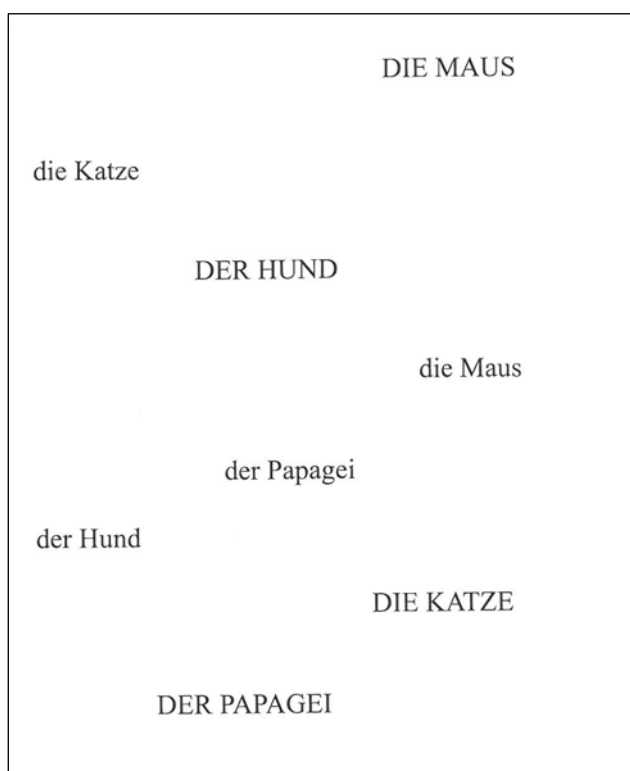 DIE MAUS
die Katze
DER HUND
die Maus
der Papagei
der Hund
DIE KATZE
DER PAPAGEI